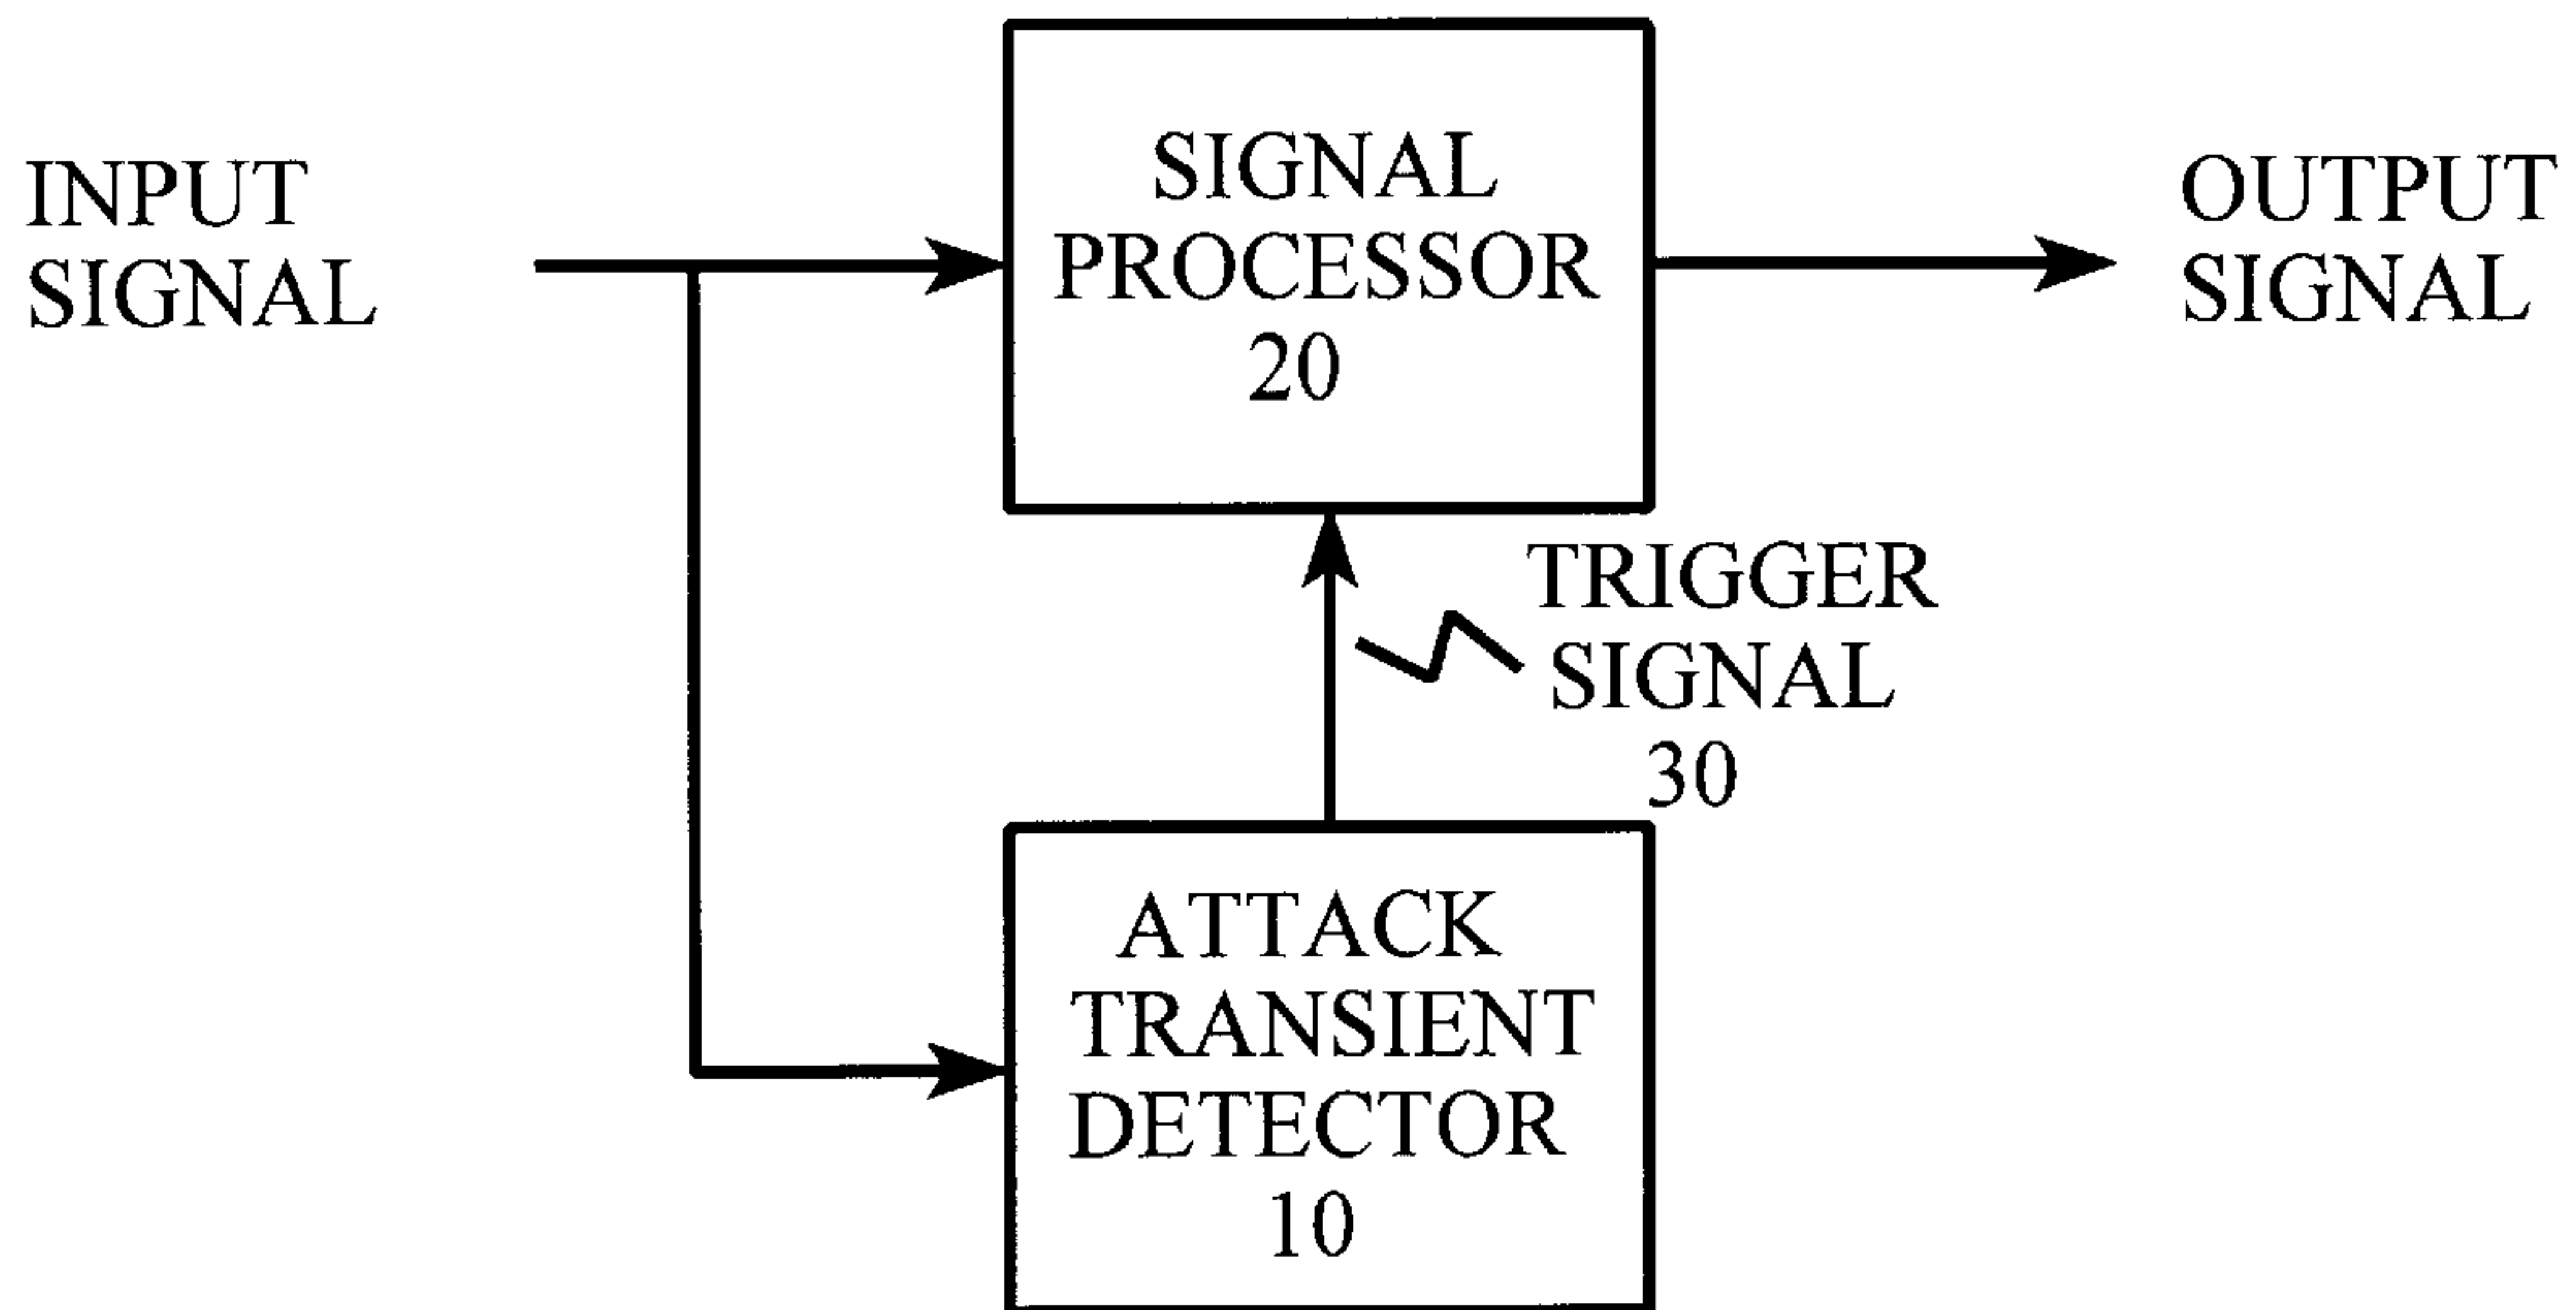 INPUT
SIGNAL
SIGNAL
PROCESSOR
20
OUTPUT
SIGNAL
TRIGGER
SIGNAL
30
ATTACK
TRANSIENT
DETECTOR
10